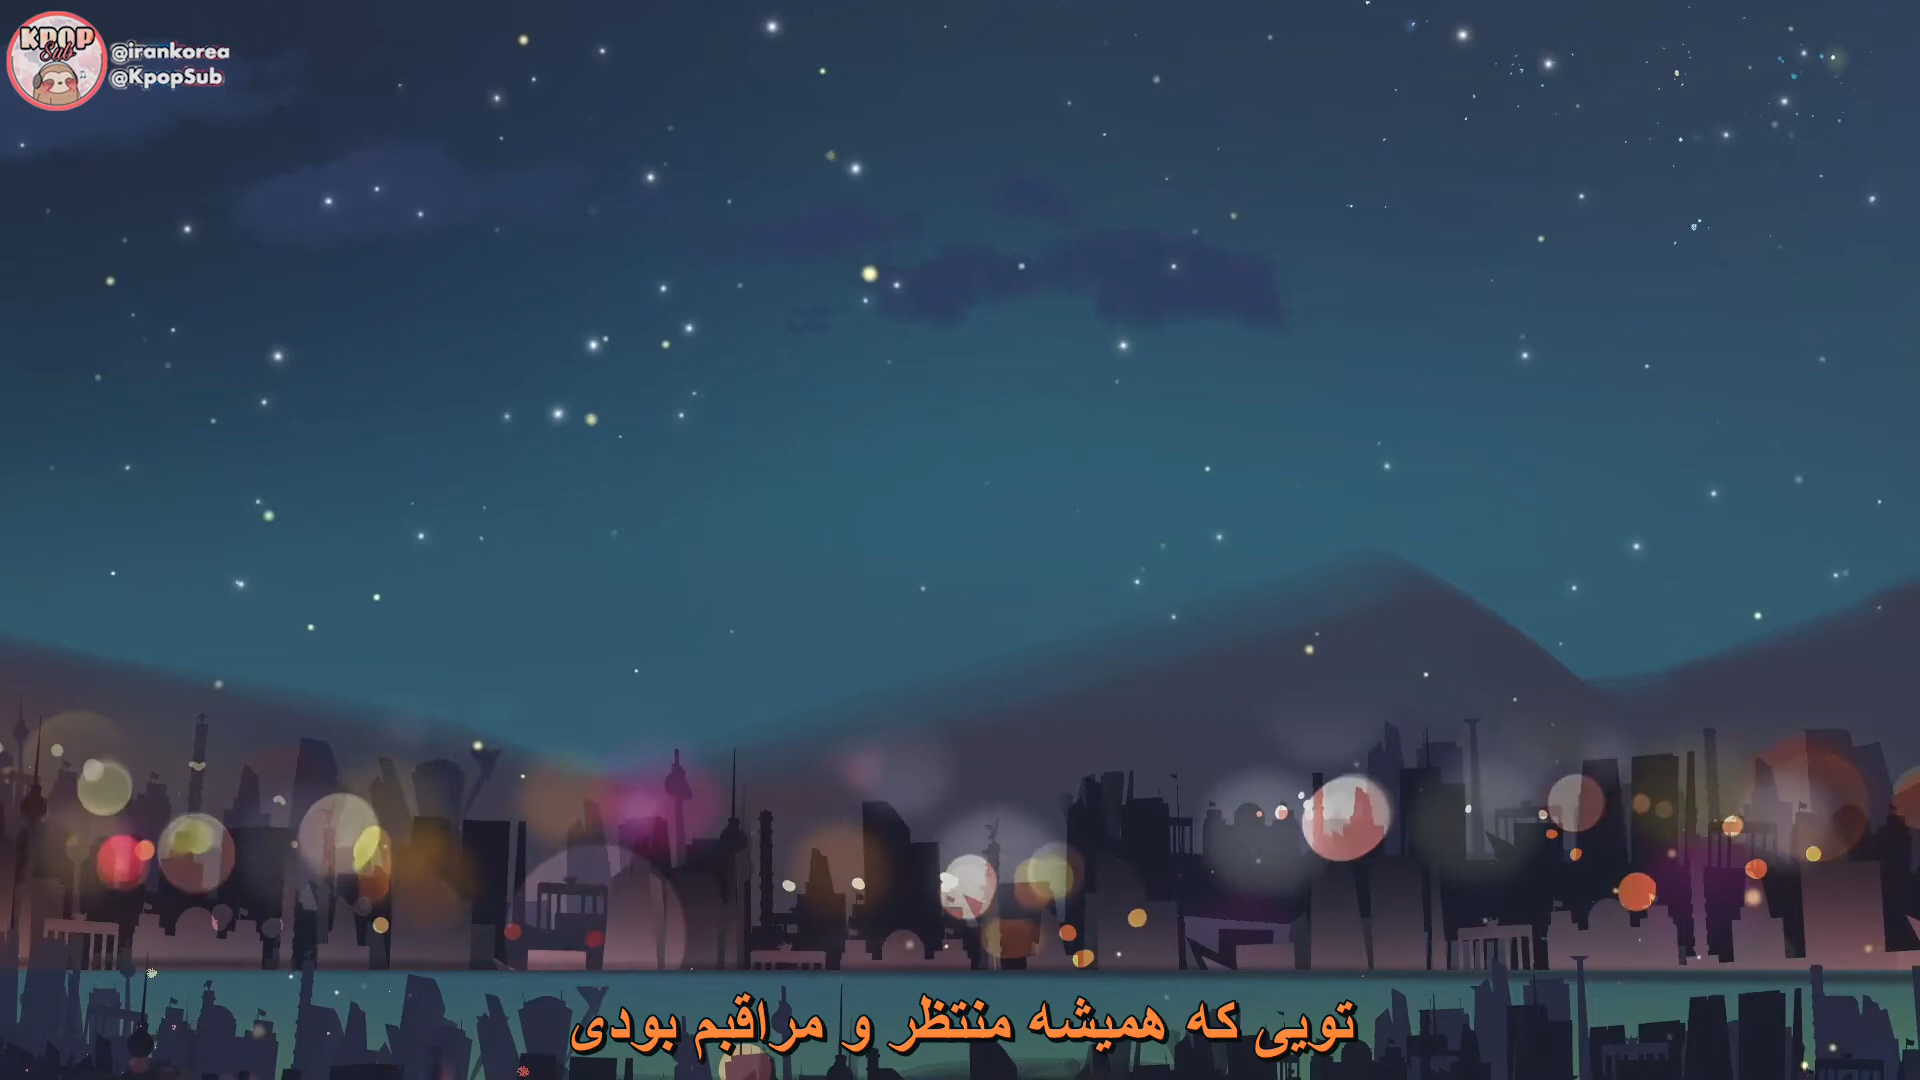 KPOP
Sub
@irankorea
@KpopSub
تویی که همیشه منتظر و مراقبم بودی